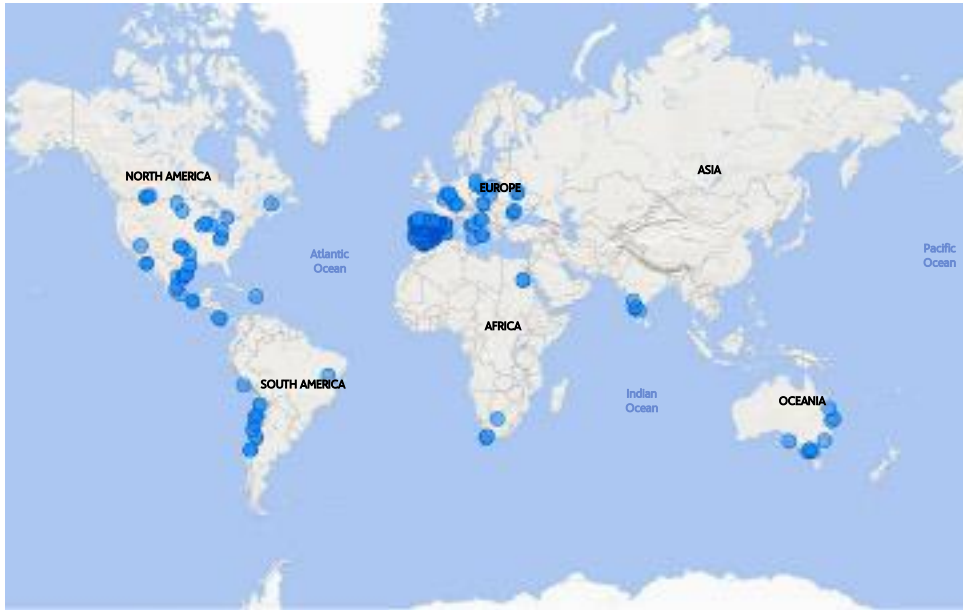 NORTH AMERICA
ASIA
EUROPE
Atlantic
Ocean
Pacific
Ocean
AFRICA
SOUTH AMERICA
Indian
Ocean
OCEANIA